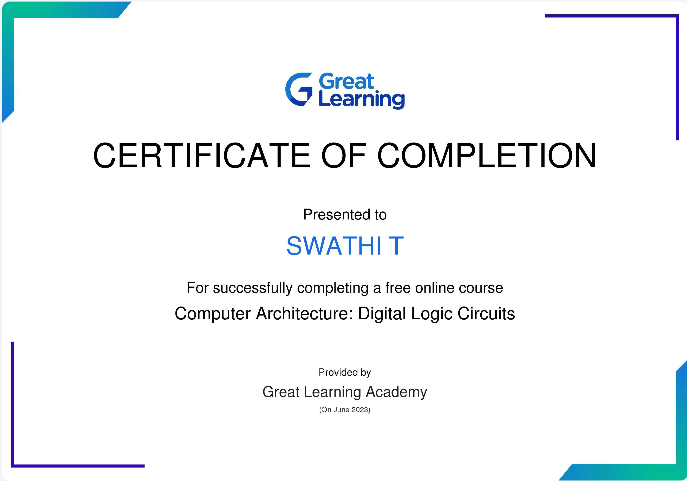 Great
Learning
CERTIFICATE OF COMPLETION
Presented to
SWATHI T
For successfully completing a free online course
Computer Architecture: Digital Logic Circuits
Provided by
Great Learning Academy
(On June 2023)